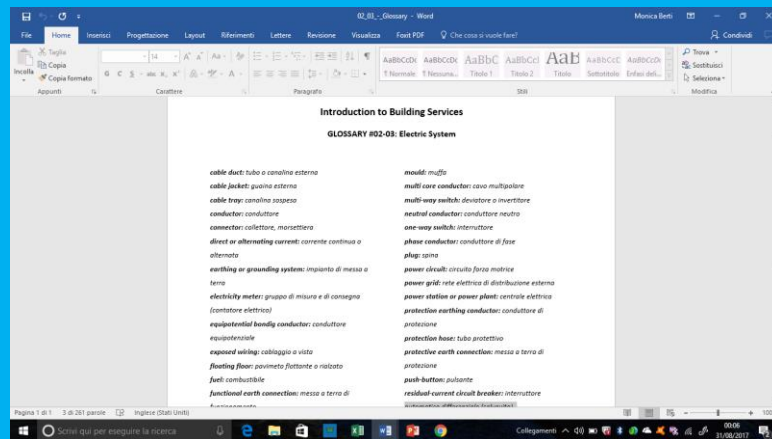 02_03_-_Glossary - Word
Monica Berti
File Home Inserisci Progettazione Layout Riferimenti Lettere Revisione Visualizza Foxit PDF Che cosa si vuole fare? Condividi
Incolla
Taglia
Copia
Copia formato
Appunti
14
Carattere
Paragrafo
AaBbCcDc AaBbCcDc AaBbC AaBbCcI AaB AaBbCcC AaBbCcDc
¶ Normale ¶ Nessuna... Titolo 1 Titolo 2 Titolo Sottotitolo Enfasi deli...
Stili
Trova
Sostituisci
Seleziona
Modifica
Introduction to Building Services
GLOSSARY #02-03: Electric System
cable duct: tubo o canalina esterna
cable jacket: guaina esterna
cable tray: canalina sospesa
conductor: conduttore
connector: collettore, morsettiera
direct or alternating current: corrente continua o
alternata
earthing or grounding system: impianto di messa a
terra
electricity meter: gruppo di misura e di consegna
(contatore elettrico)
equipotential bondig conductor: conduttore
equipotenziale
exposed wiring: cablaggio a vista
floating floor: pavimeto flottante o rialzato
fuel: combustibile
functional earth connection: messa a terra di
funzionamento
mould: muffa
multi core conductor: cavo multipolare
multi-way switch: deviatore o invertitore
neutral conductor: conduttore neutro
one-way switch: interruttore
phase conductor: conduttore di fase
plug: spina
power circuit: circuito forza motrice
power grid: rete elettrica di distribuzione esterna
power station or power plant: centrale elettrica
protection earthing conductor: conduttore di
protezione
protection hose: tubo protettivo
protective earth connection: messa a terra di
protezione
push-button: pulsante
residual-current circuit breaker: interruttore
automatico differenziale (salvavita)
Pagina 1 di 1 3 di 261 parole Inglese (Stati Uniti)
Scrivi qui per eseguire la ricerca
Collegamenti
00:06
31/08/2017